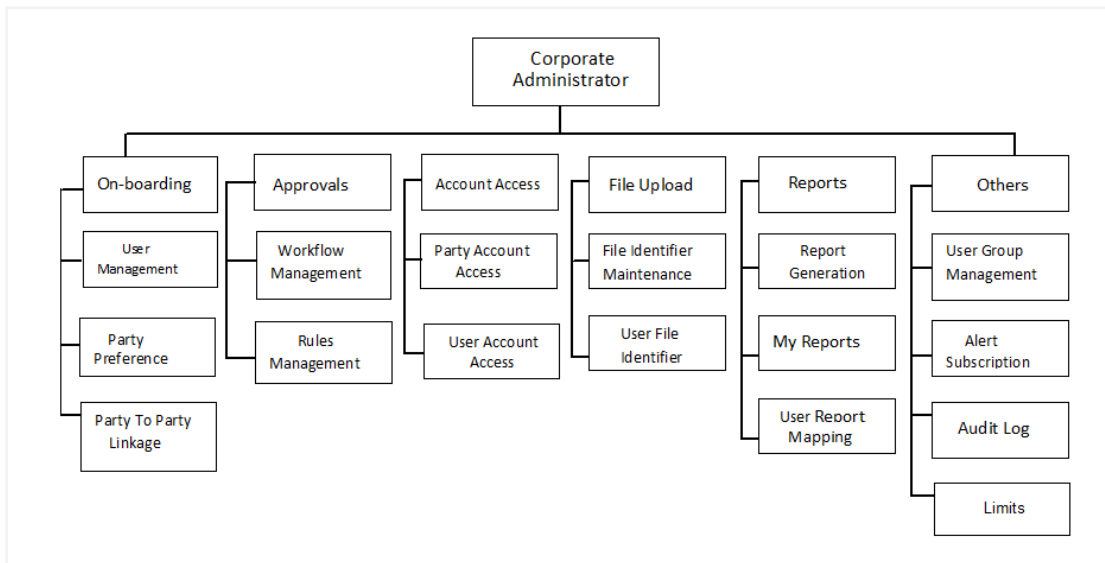 Corporate
Administrator
On-boarding
User
Management
Party
Preference
Party To Party
Linkage
Approvals
Workflow
Management
Rules
Management
Account Access
Party Account
Access
User Account
Access
File Upload
File Identifier
Maintenance
User File
Identifier
Reports
Report
Generation
My Reports
User Report
Mapping
Others
User Group
Management
Alert
Subscription
Audit Log
Limits